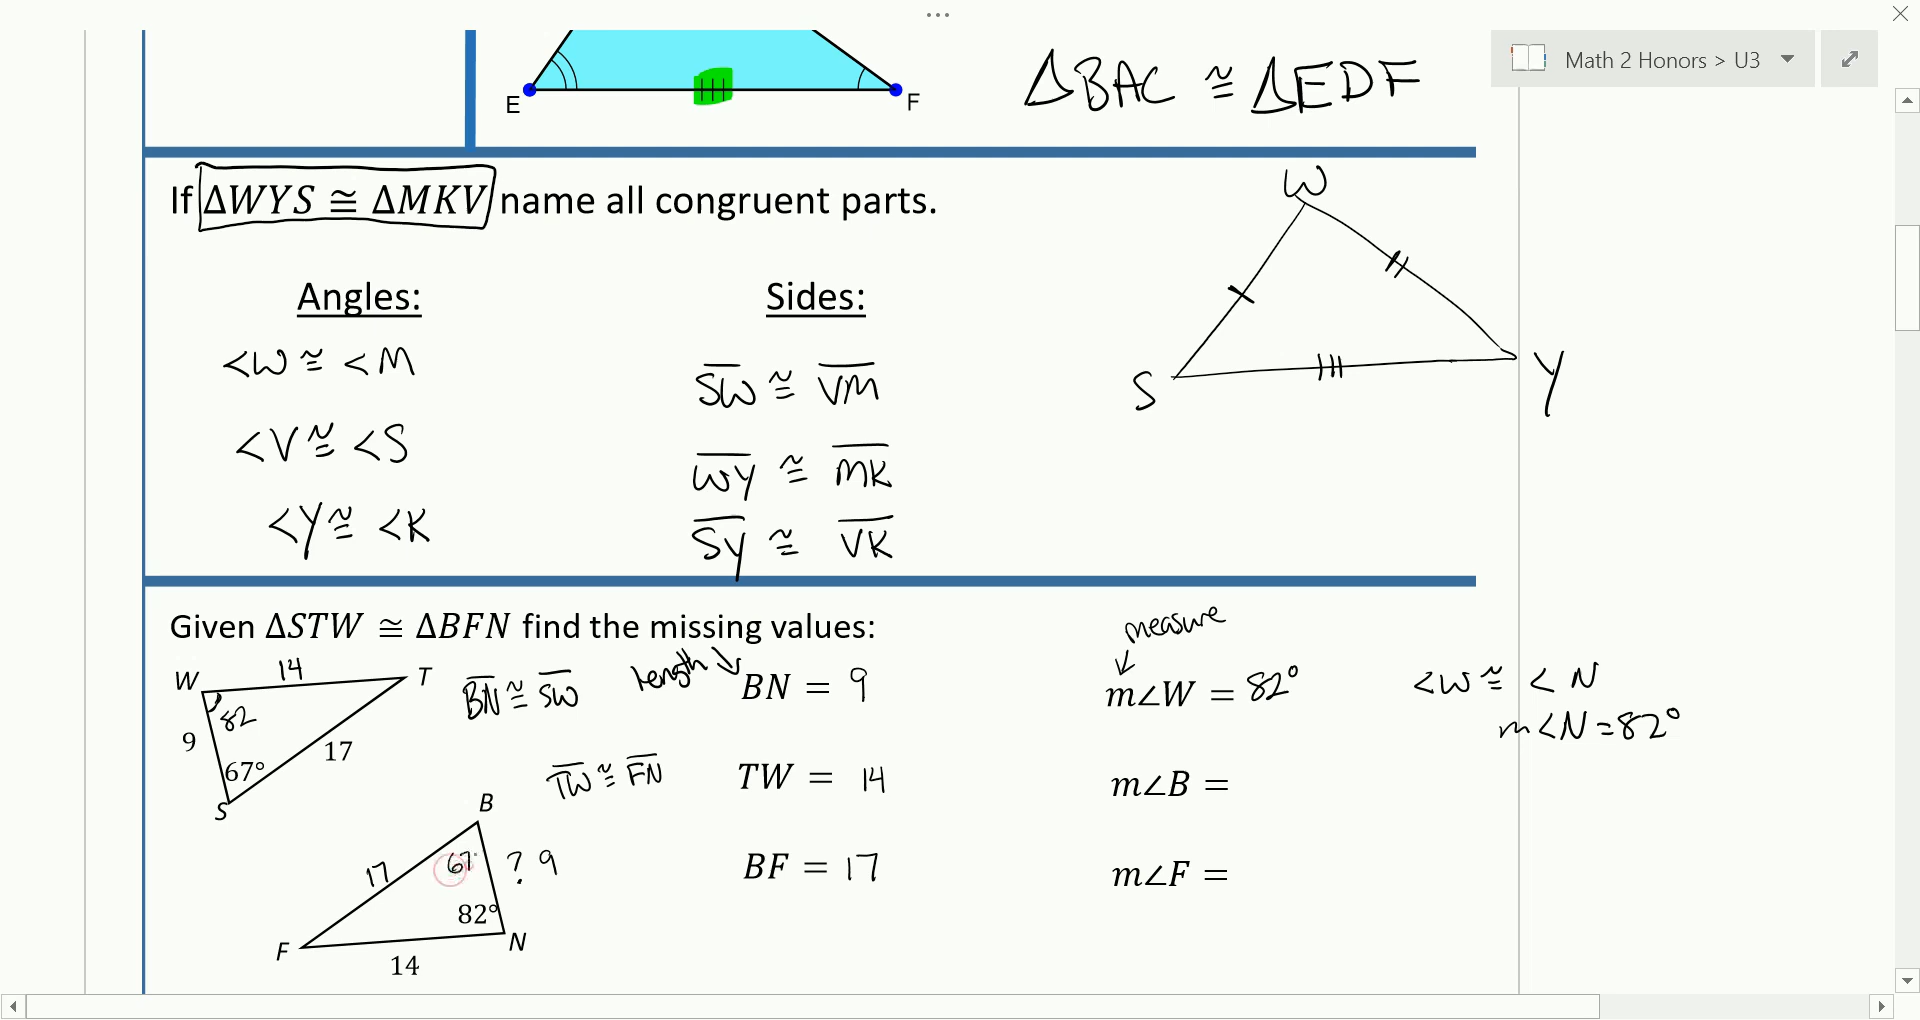 Math 2 Honors > U3
E
F
ΔBAC ≅ ΔEDF
If ΔWYS ≅ ΔMKV name all congruent parts.
W
S
Y
Angles:
<W ≅ <M
<V ≅ <S
<Y ≅ <K
Sides:
SW ≅ VM
WY ≅ MK
SY ≅ VK
Given ΔSTW ≅ ΔBFN find the missing values:
W
14
T
82
9
17
67°
S
B
17
67
? 9
82°
F
N
14
BN ≅ SW
TW ≅ FN
length
BN = 9
TW = 14
BF = 17
measure
m∠W = 82°
m∠B =
m∠F =
<W ≅ <N
m<N = 82°